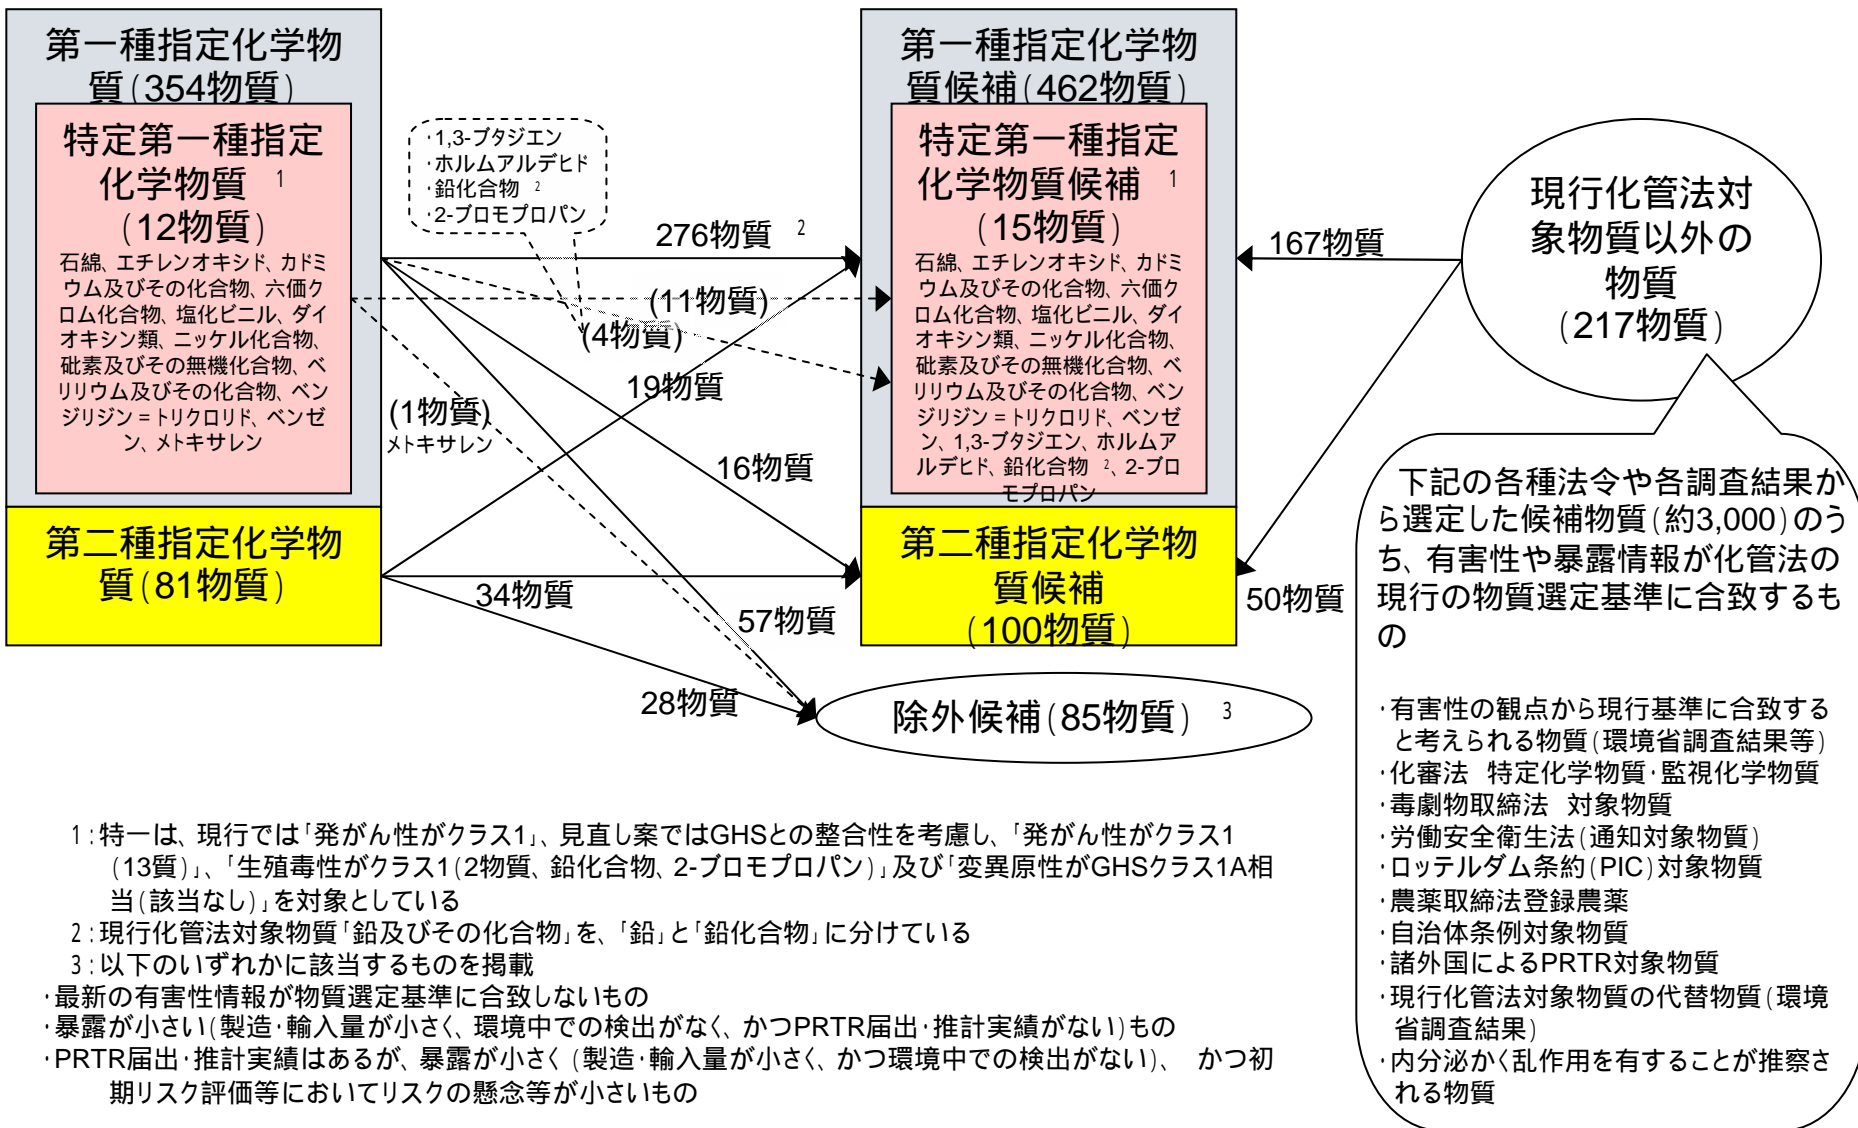 第一種指定化学物
質(354物質)
特定第一種指定
化学物質 1
(12物質)
石綿、エチレンオキシド、カドミ
ウム及びその化合物、六価ク
ロム化合物、塩化ビニル、ダイ
オキシン類、ニッケル化合物、
砒素及びその無機化合物、ベ
リリウム及びその化合物、ベン
ジリジン=トリクロリド、ベンゼ
ン、メトキサレン
第二種指定化学物
質(81物質)
・1,3-ブタジエン
・ホルムアルデヒド
・鉛化合物 2
・2-ブロモプロパン
276物質 2
(11物質)
(4物質)
19物質
(1物質)
メトキサレン
16物質
34物質
57物質
28物質
第一種指定化学物
質候補(462物質)
特定第一種指定
化学物質候補 1
(15物質)
石綿、エチレンオキシド、カドミ
ウム及びその化合物、六価ク
ロム化合物、塩化ビニル、ダイ
オキシン類、ニッケル化合物、
砒素及びその無機化合物、ベ
リリウム及びその化合物、ベン
ジリジン=トリクロリド、ベンゼ
ン、1,3-ブタジエン、ホルムア
ルデヒド、鉛化合物 2、2-ブロ
モプロパン
第二種指定化学物
質候補
(100物質)
除外候補(85物質) 3
167物質
50物質
現行化管法対
象物質以外の
物質
(217物質)
下記の各種法令や各調査結果か
ら選定した候補物質(約3,000)のう
ち、有害性や暴露情報が化管法の
現行の物質選定基準に合致するも
の
・有害性の観点から現行基準に合致する
と考えられる物質(環境省調査結果等)
・化審法 特定化学物質・監視化学物質
・毒劇物取締法 対象物質
・労働安全衛生法(通知対象物質)
・ロッテルダム条約(PIC)対象物質
・農薬取締法登録農薬
・自治体条例対象物質
・諸外国によるPRTR対象物質
・現行化管法対象物質の代替物質(環境
省調査結果)
・内分泌かく乱作用を有することが推察さ
れる物質
1:特一は、現行では「発がん性がクラス1」、見直し案ではGHSとの整合性を考慮し、「発がん性がクラス1
(13質)」、「生殖毒性がクラス1(2物質、鉛化合物、2-ブロモプロパン)」及び「変異原性がGHSクラス1A相
当(該当なし)」を対象としている
2:現行化管法対象物質「鉛及びその化合物」を、「鉛」と「鉛化合物」に分けている
3:以下のいずれかに該当するものを掲載
・最新の有害性情報が物質選定基準に合致しないもの
・暴露が小さい(製造・輸入量が小さく、環境中での検出がなく、かつPRTR届出・推計実績がない)もの
・PRTR届出・推計実績はあるが、暴露が小さく(製造・輸入量が小さく、かつ環境中での検出がない)、 かつ初
期リスク評価等においてリスクの懸念等が小さいもの